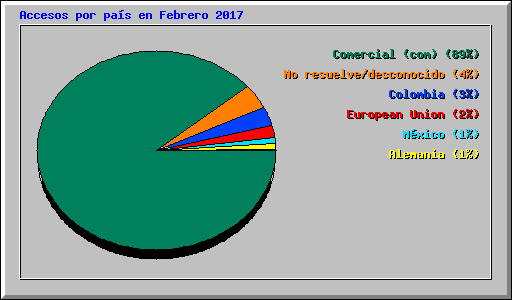 Accesos por país en Febrero 2017
Comercial (com) (89%)
No resuelve/desconocido (4%)
Colombia (3%)
European Union (2%)
México (1%)
Alemania (1%)